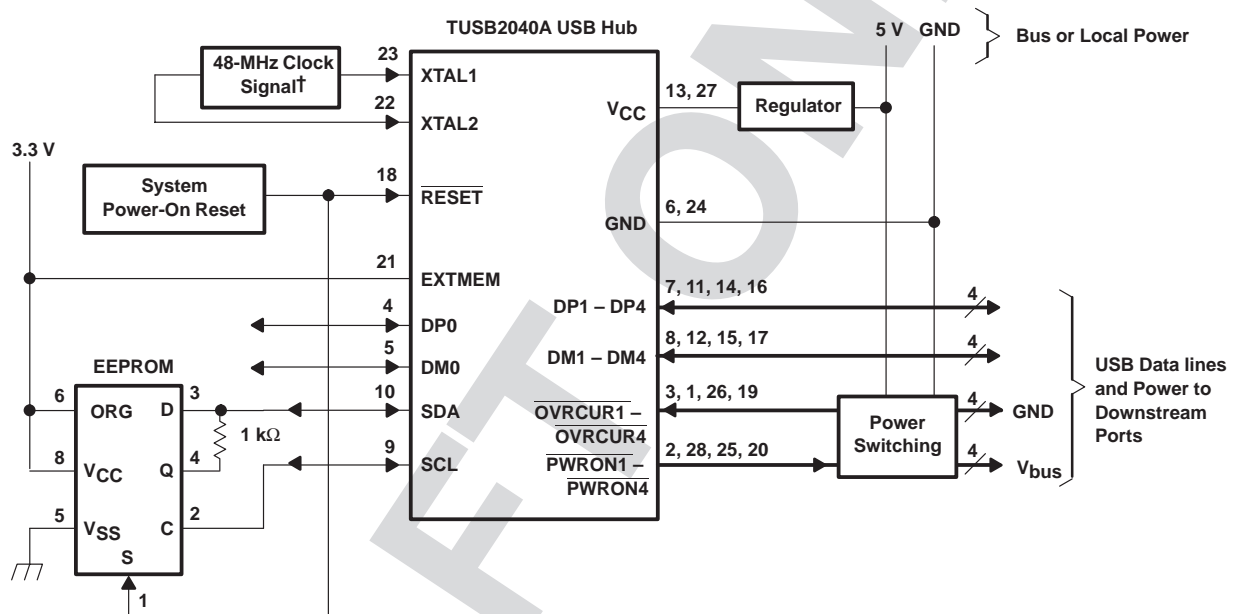 TUSB2040A USB Hub
5 V GND
Bus or Local Power
48-MHz Clock
Signal†
23
XTAL1
22
XTAL2
VCC
13, 27
Regulator
3.3 V
System
Power-On Reset
18
RESET
GND
6, 24
21
EXTMEM
4
DP0
5
DM0
DP1 – DP4
7, 11, 14, 16
4
DM1 – DM4
8, 12, 15, 17
4
USB Data lines
and Power to
Downstream
Ports
EEPROM
6
ORG
D
3
10
SDA
1 kΩ
OVRCUR1 –
OVRCUR4
3, 1, 26, 19
Power
Switching
4
GND
8
VCC
Q
4
9
SCL
PWRON1 –
PWRON4
2, 28, 25, 20
4
Vbus
5
VSS
C
2
S
1
FT ON